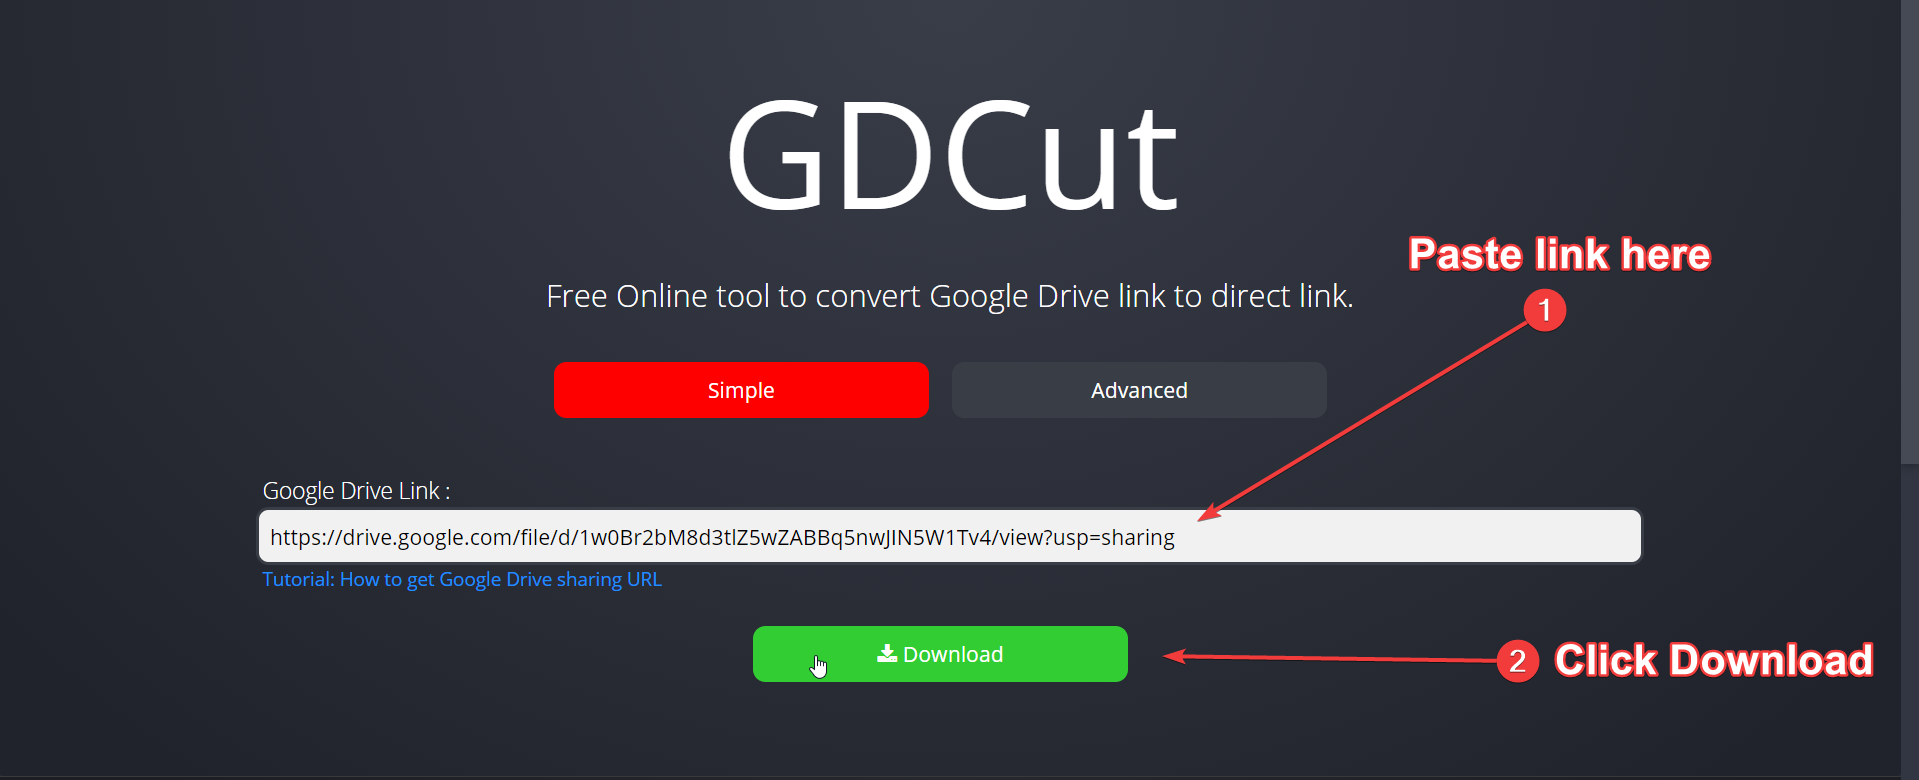 GDCut
Paste link here
Free Online tool to convert Google Drive link to direct link.
1
Simple
Advanced
Google Drive Link :
https://drive.google.com/file/d/1w0Br2bM8d3tlZ5wZABBq5nwJIN5W1Tv4/view?usp=sharing
Tutorial: How to get Google Drive sharing URL
Download
2 Click Download